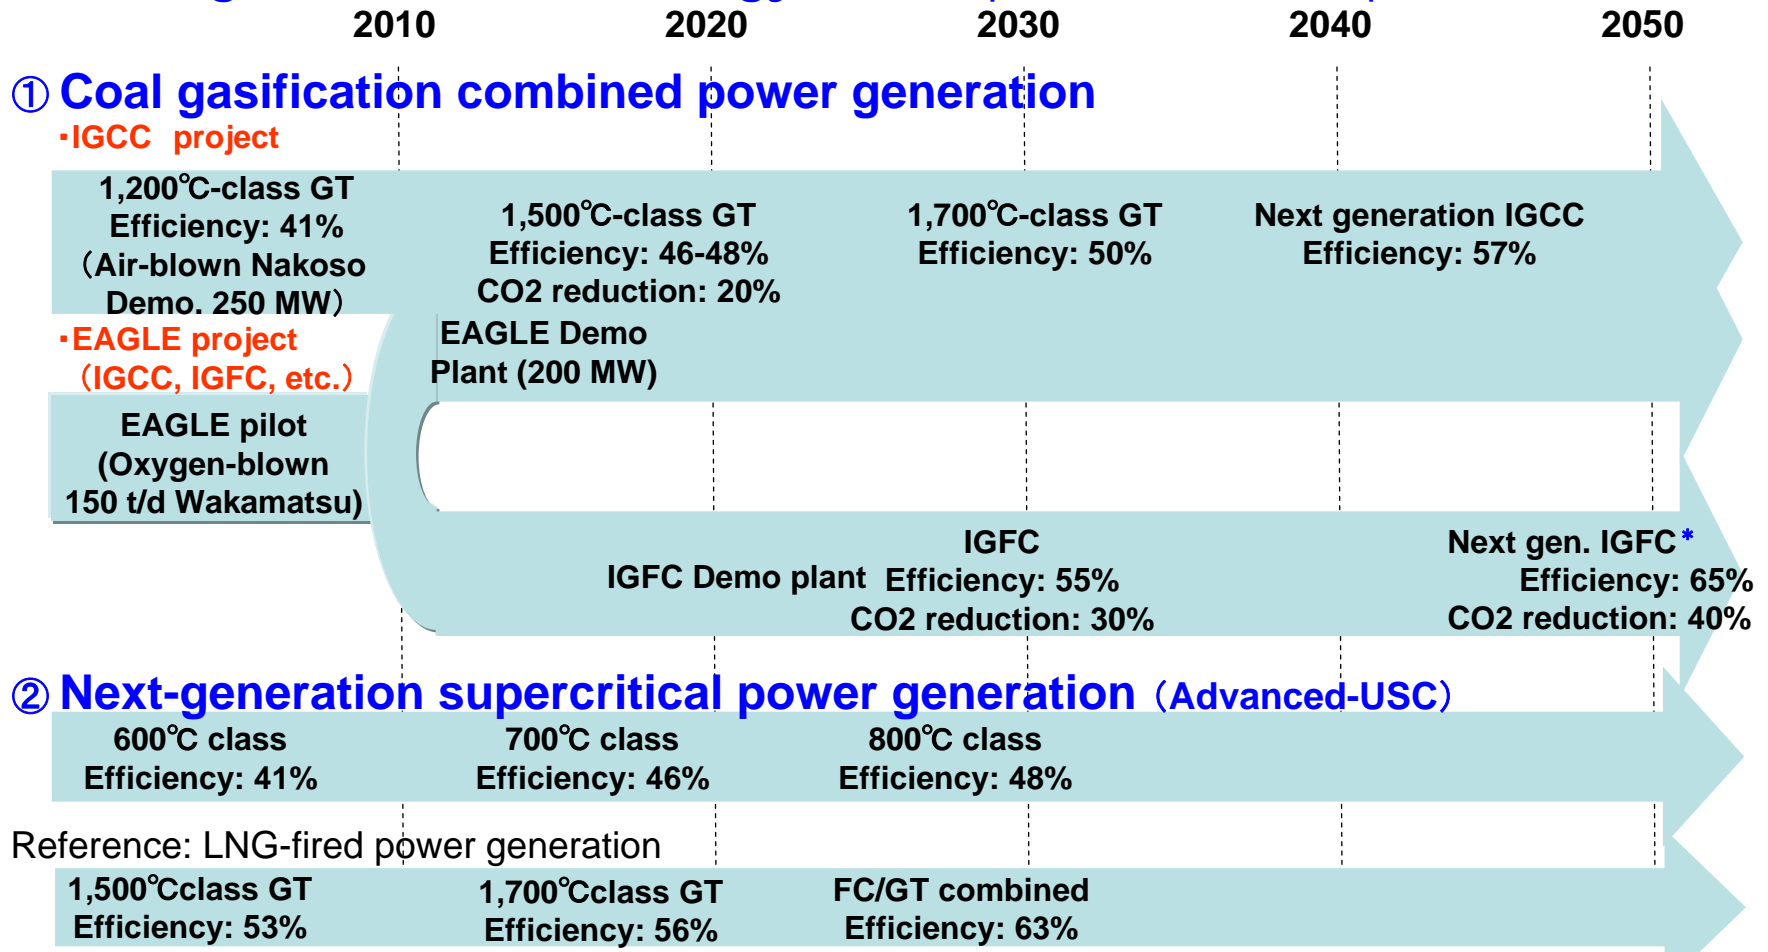 2010 2020 2030 2040 2050
① Coal gasification combined power generation
・IGCC project
1,200℃-class GT
Efficiency: 41%
（Air-blown Nakoso
Demo. 250 MW）
1,500℃-class GT
Efficiency: 46-48%
CO2 reduction: 20%
1,700℃-class GT
Efficiency: 50%
Next generation IGCC
Efficiency: 57%
・EAGLE project
（IGCC, IGFC, etc.）
EAGLE Demo
Plant (200 MW)
EAGLE pilot
(Oxygen-blown
150 t/d Wakamatsu)
IGFC Demo plant
IGFC
Efficiency: 55%
CO2 reduction: 30%
Next gen. IGFC*
Efficiency: 65%
CO2 reduction: 40%
② Next-generation supercritical power generation（Advanced-USC）
600℃ class
Efficiency: 41%
700℃ class
Efficiency: 46%
800℃ class
Efficiency: 48%
Reference: LNG-fired power generation
1,500℃class GT
Efficiency: 53%
1,700℃class GT
Efficiency: 56%
FC/GT combined
Efficiency: 63%